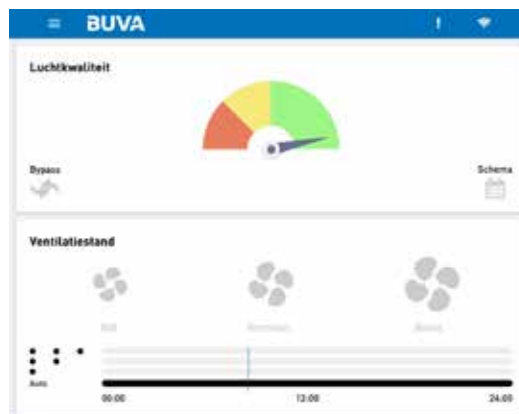 BUVA
Luchtkwaliteit
Bypass
Schema
Ventilatiestand
Auto
00:00
12:00
24:00